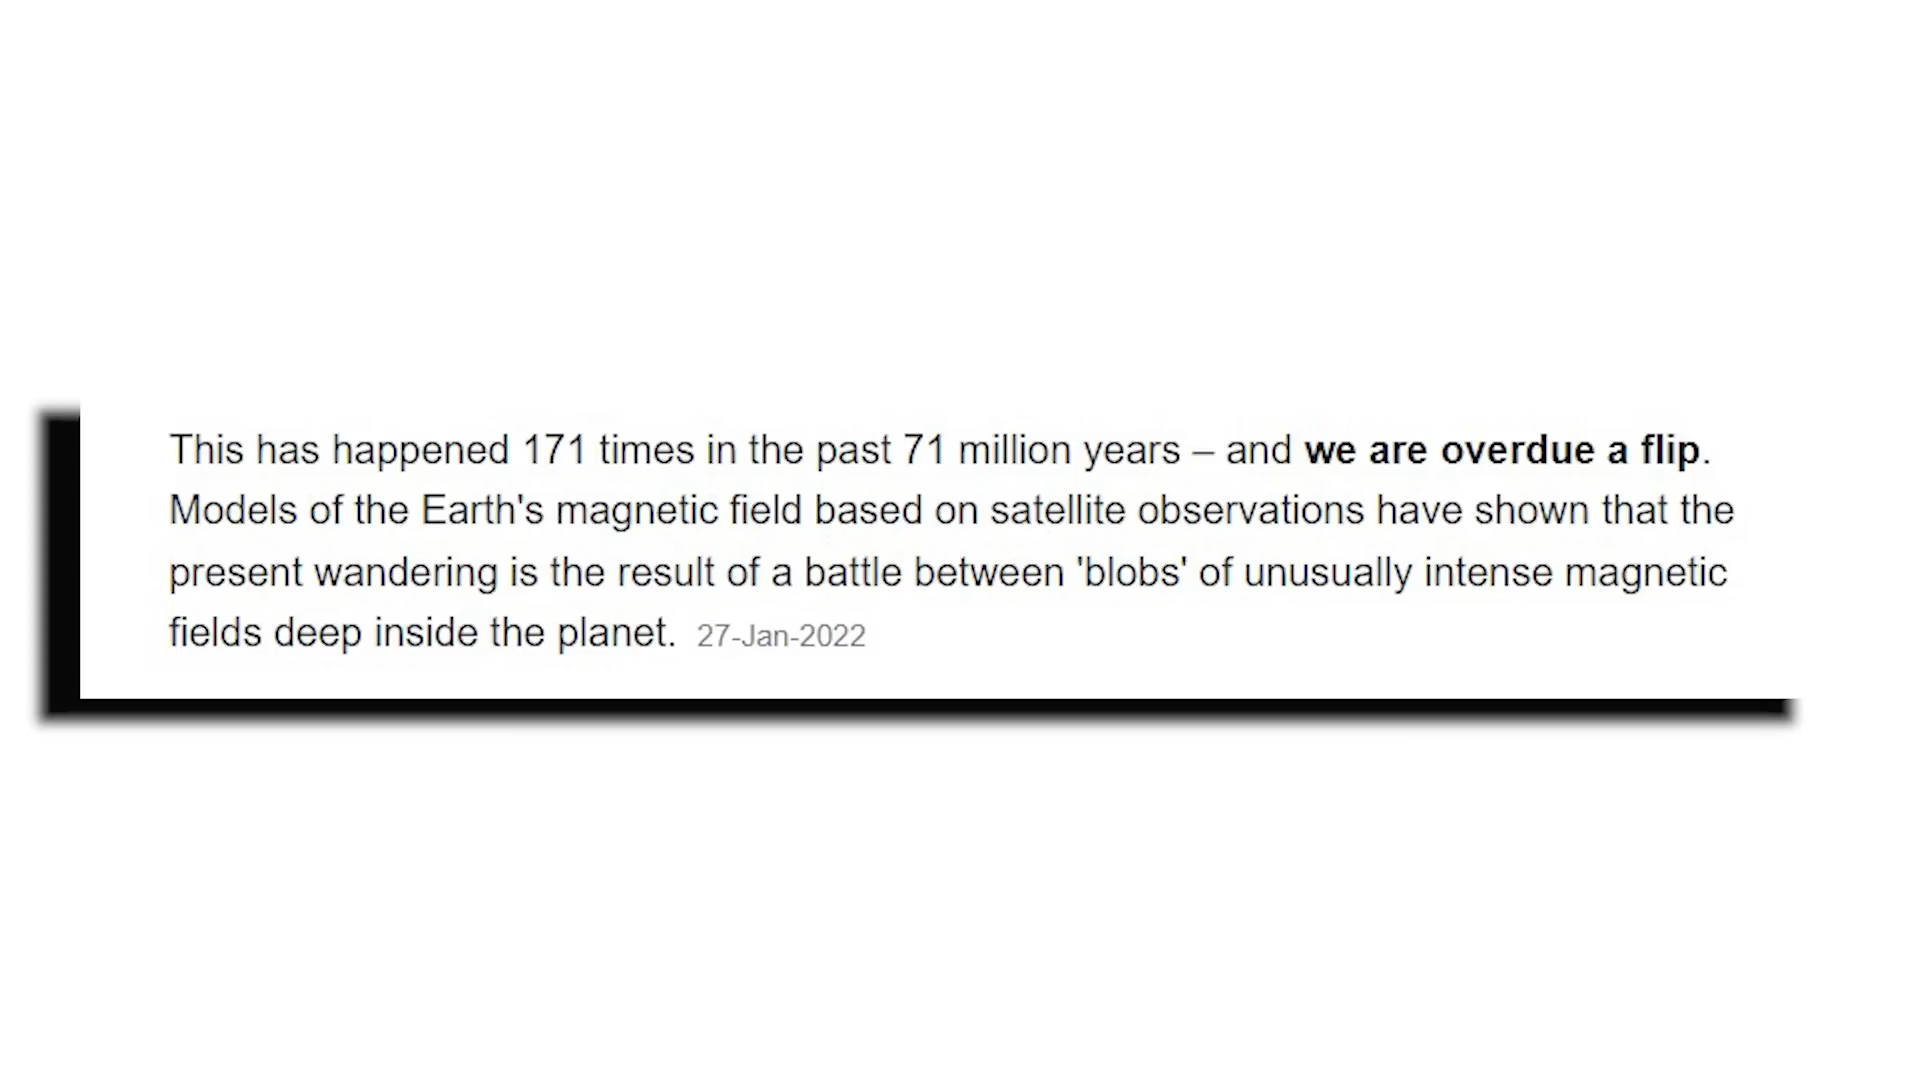 This has happened 171 times in the past 71 million years – and we are overdue a flip.
Models of the Earth's magnetic field based on satellite observations have shown that the
present wandering is the result of a battle between 'blobs' of unusually intense magnetic
fields deep inside the planet. 27-Jan-2022